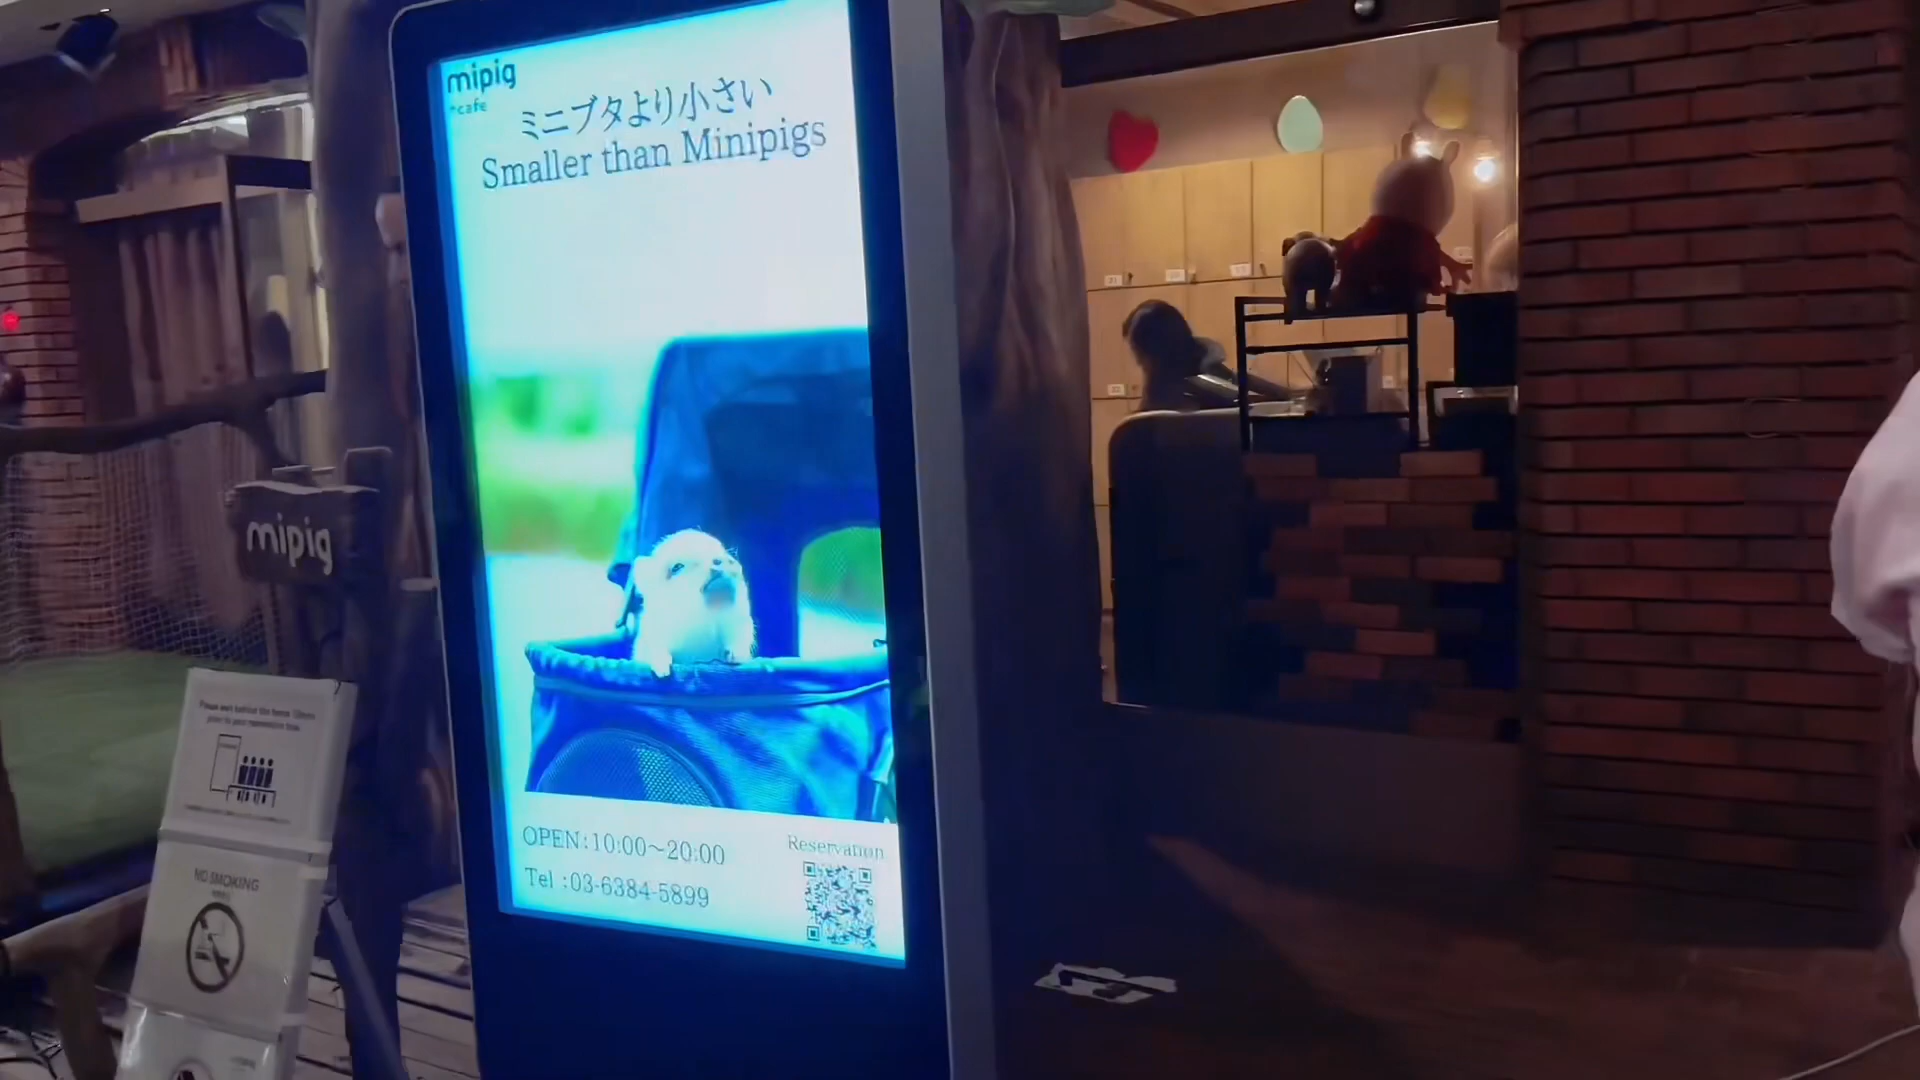 mipig
cafe
ミニブタより小さい
Smaller than Minipigs
mipig
OPEN:10:00～20:00
Tel :03-6384-5899
Reservation
NO SMOKING